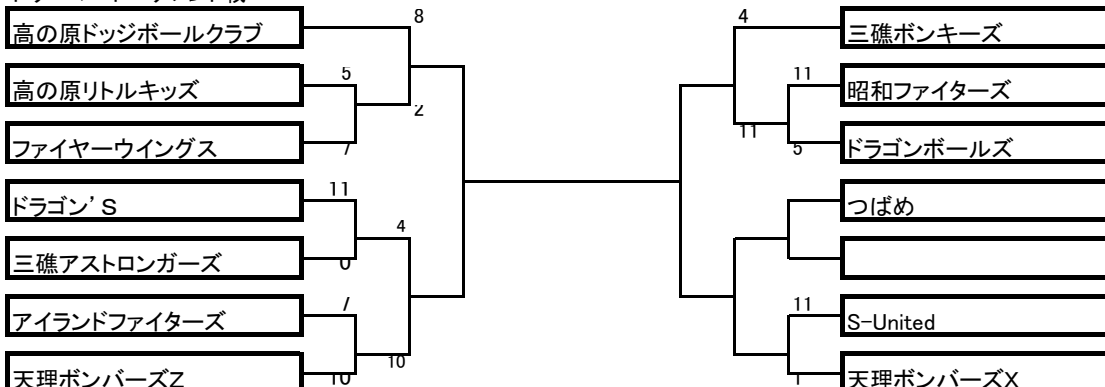 高の原ドッジボールクラブ
8
高の原リトルキッズ
5
2
ファイヤーウイングス
7
ドラゴン’S
11
4
三礁アストロンガーズ
0
アイランドファイターズ
7
10
天理ボンバーズZ
10
4
三礁ボンキーズ
11
昭和ファイターズ
11
5
ドラゴンボールズ
つばめ
11
S-United
1
天理ボンバーズX